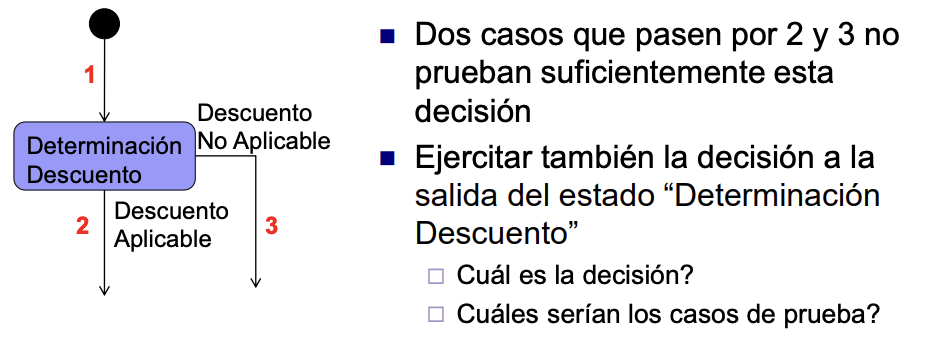 1
Determinación
Descuento
Descuento
No Aplicable
2
Descuento
Aplicable
3
Dos casos que pasen por 2 y 3 no
prueban suficientemente esta
decisión
Ejercitar también la decisión a la
salida del estado “Determinación
Descuento”
Cuál es la decisión?
Cuáles serían los casos de prueba?